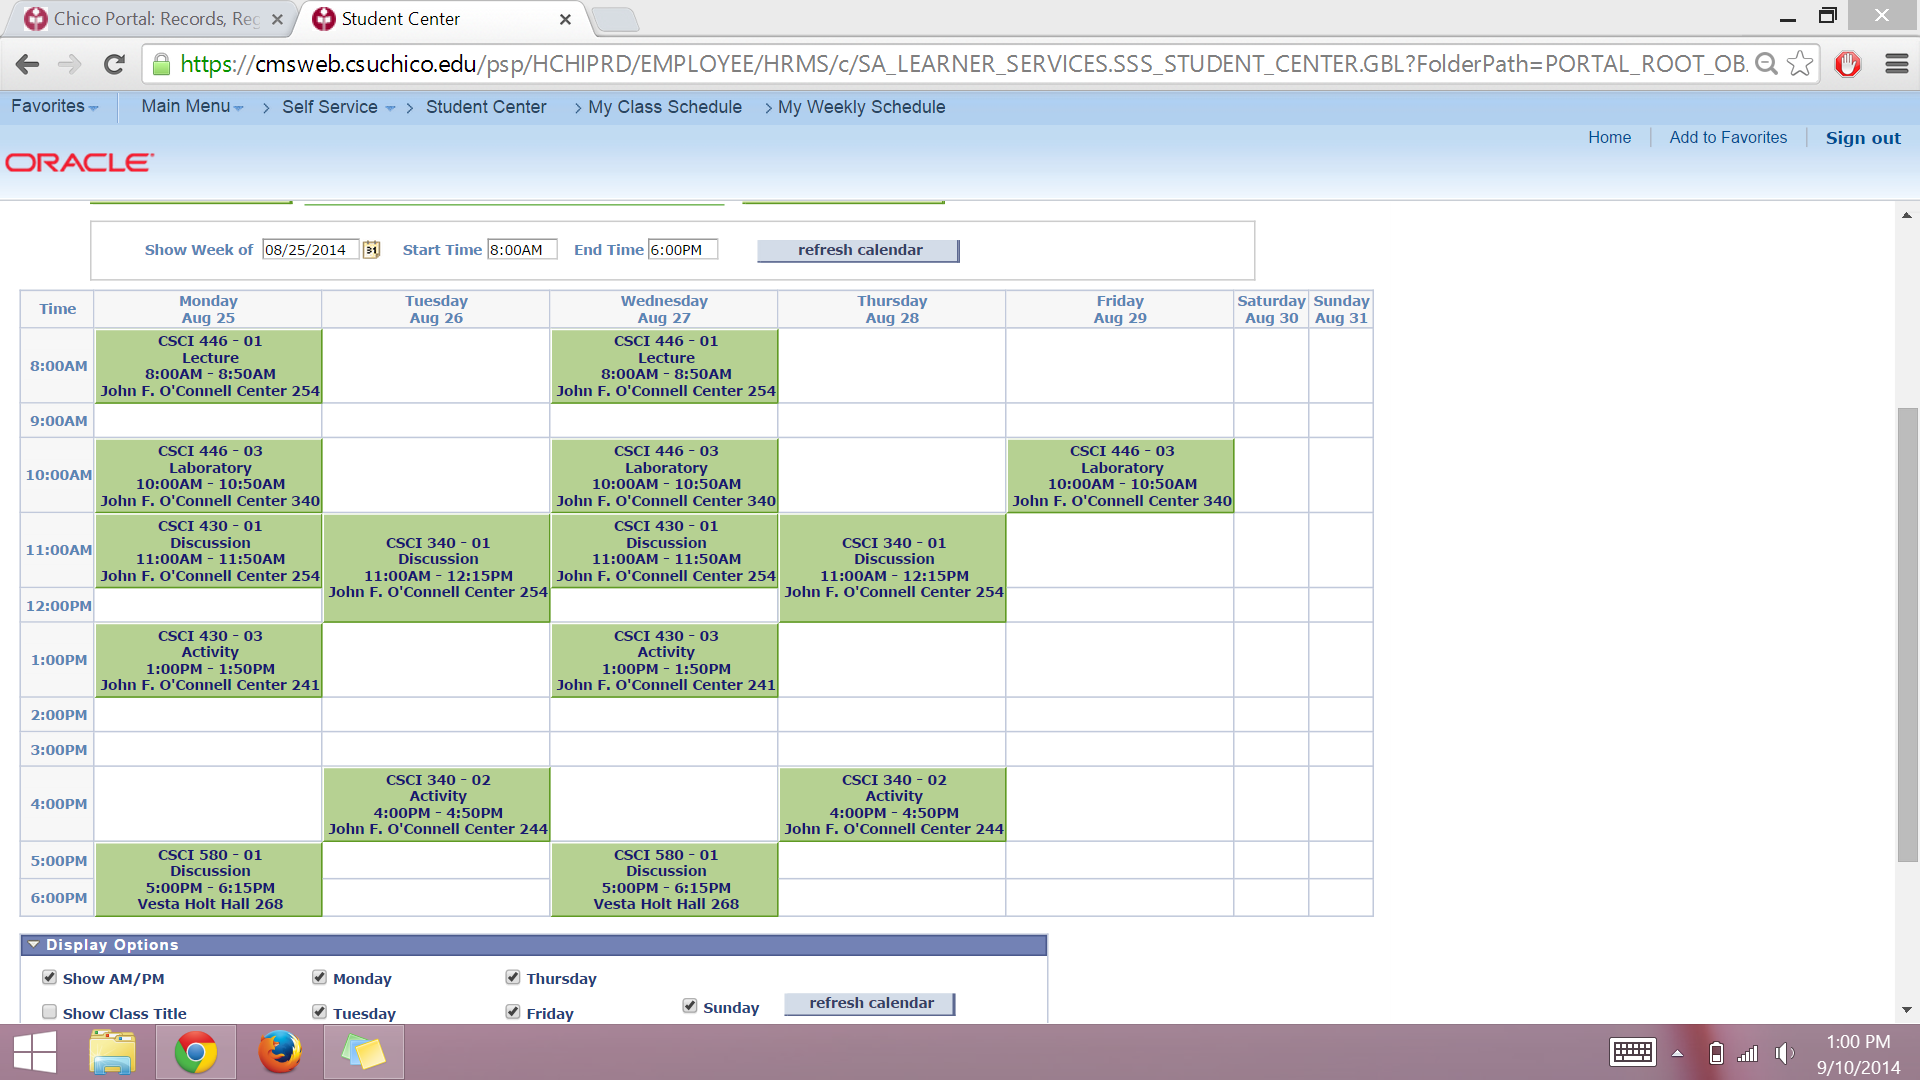 Chico Portal: Records, Reg
Student Center
https://cmsweb.csuchico.edu/psp/HCHIPRD/EMPLOYEE/HRMS/c/SA_LEARNER_SERVICES.SSS_STUDENT_CENTER.GBL?FolderPath=PORTAL_ROOT_OB.
Favorites Main Menu > Self Service > Student Center > My Class Schedule > My Weekly Schedule
Home Add to Favorites Sign out
ORACLE
Show Week of 08/25/2014 31 Start Time 8:00AM End Time 6:00PM refresh calendar
Time Monday Tuesday Wednesday Thursday Friday Saturday Sunday
Aug 25 Aug 26 Aug 27 Aug 28 Aug 29 Aug 30 Aug 31
8:00AM
CSCI 446 - 01 CSCI 446 - 01
Lecture Lecture
8:00AM - 8:50AM 8:00AM - 8:50AM
John F. O'Connell Center 254 John F. O'Connell Center 254
9:00AM
10:00AM
CSCI 446 - 03 CSCI 446 - 03 CSCI 446 - 03
Laboratory Laboratory Laboratory
10:00AM - 10:50AM 10:00AM - 10:50AM 10:00AM - 10:50AM
John F. O'Connell Center 340 John F. O'Connell Center 340 John F. O'Connell Center 340
11:00AM
CSCI 430 - 01 CSCI 430 - 01
Discussion CSCI 340 - 01 Discussion CSCI 340 - 01
11:00AM - 11:50AM Discussion 11:00AM - 11:50AM Discussion
John F. O'Connell Center 254 11:00AM - 12:15PM John F. O'Connell Center 254 11:00AM - 12:15PM
John F. O'Connell Center 254 John F. O'Connell Center 254
12:00PM
1:00PM
CSCI 430 - 03 CSCI 430 - 03
Activity Activity
1:00PM - 1:50PM 1:00PM - 1:50PM
John F. O'Connell Center 241 John F. O'Connell Center 241
2:00PM
3:00PM
4:00PM
CSCI 340 - 02 CSCI 340 - 02
Activity Activity
4:00PM - 4:50PM 4:00PM - 4:50PM
John F. O'Connell Center 244 John F. O'Connell Center 244
5:00PM
CSCI 580 - 01 CSCI 580 - 01
Discussion Discussion
5:00PM - 6:15PM 5:00PM - 6:15PM
Vesta Holt Hall 268 Vesta Holt Hall 268
6:00PM
Display Options
Show AM/PM Monday Thursday
Show Class Title Tuesday Friday Sunday refresh calendar
1:00 PM
9/10/2014